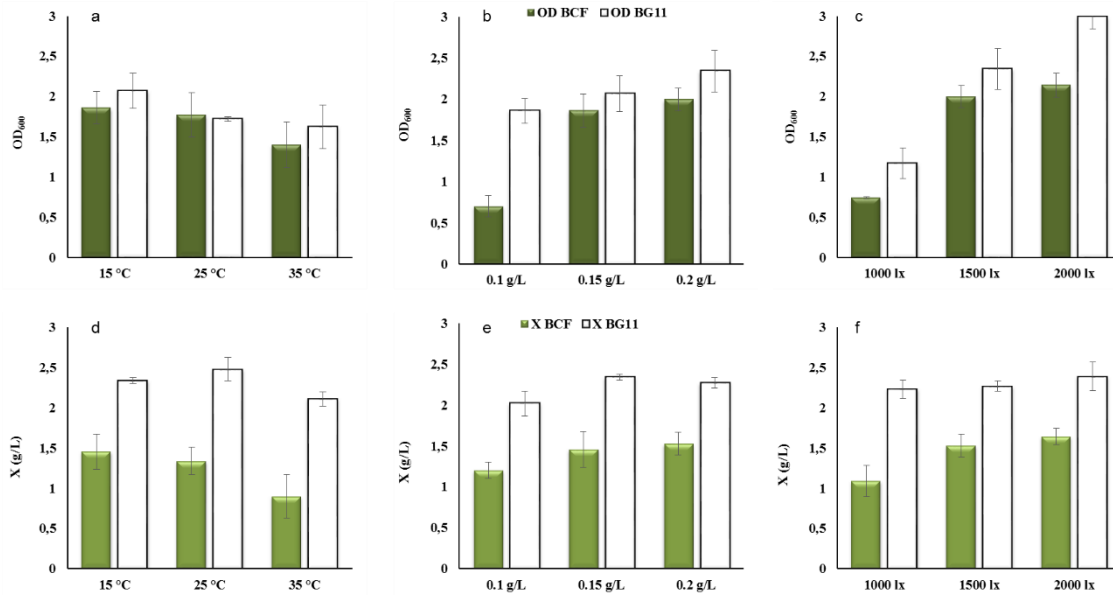 a
3
2,5
2
1,5
1
0,5
0
OD600
15 °C 25 °C 35 °C
b
OD BCF OD BG11
3
2,5
2
1,5
1
0,5
0
OD600
0.1 g/L 0.15 g/L 0.2 g/L
c
3
2,5
2
1,5
1
0,5
0
OD600
1000 lx 1500 lx 2000 lx
d
3
2,5
2
1,5
1
0,5
0
X (g/L)
15 °C 25 °C 35 °C
e
X BCF X BG11
3
2,5
2
1,5
1
0,5
0
X (g/L)
0.1 g/L 0.15 g/L 0.2 g/L
f
3
2,5
2
1,5
1
0,5
0
X (g/L)
1000 lx 1500 lx 2000 lx